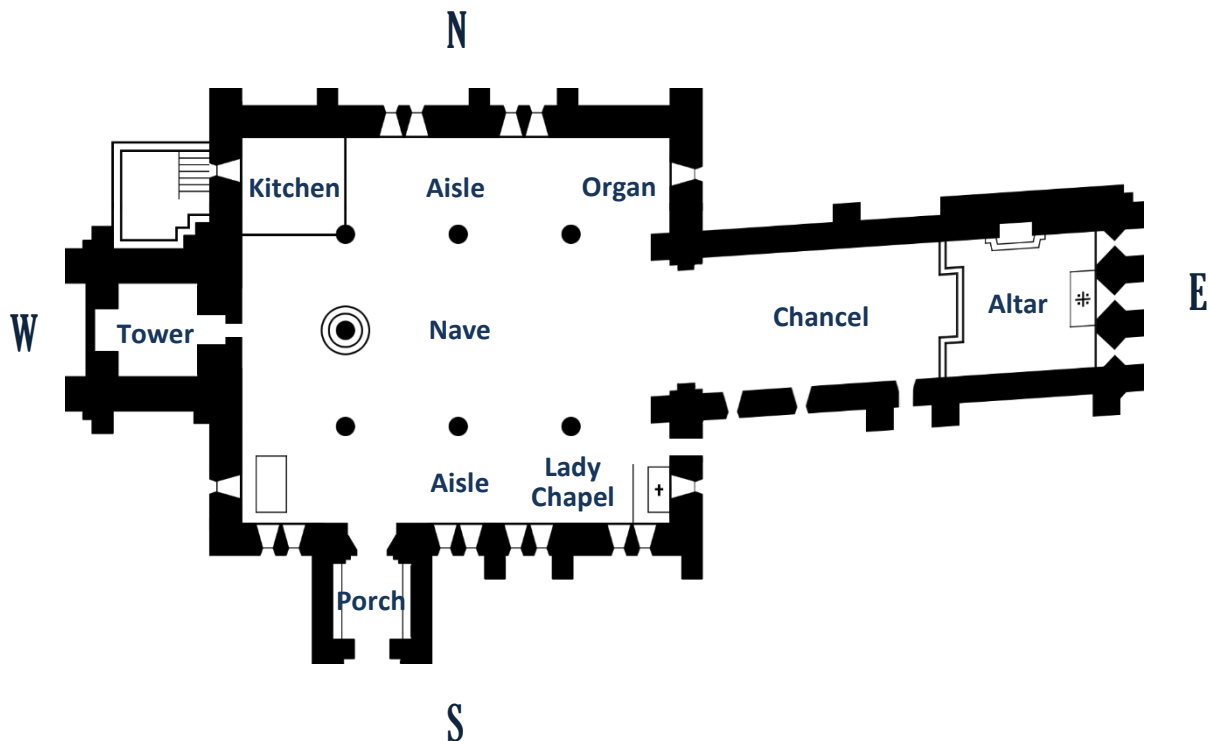 N
Kitchen
Aisle
Organ
W
Tower
Nave
Chancel
Altar
E
Aisle
Lady
Chapel
Porch
S